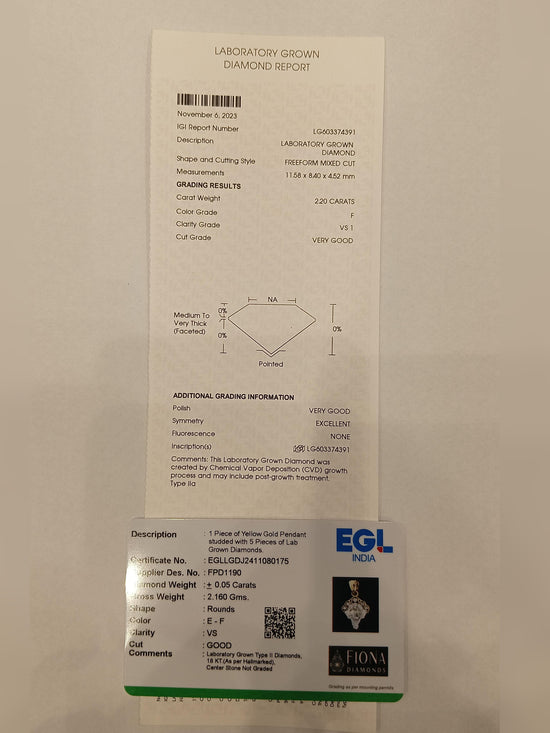 LABORATORY GROWN
DIAMOND REPORT
November 6, 2023
IGI Report Number LG603374391
Description LABORATORY GROWN
DIAMOND
Shape and Cutting Style FREEFORM MIXED CUT
Measurements 11.58 x 8.40 x 4.52 mm
GRADING RESULTS
Carat Weight 2.20 CARATS
Color Grade F
Clarity Grade VS 1
Cut Grade VERY GOOD
NA
Medium To
Very Thick
(Faceted)
0%
0%
0%
Pointed
ADDITIONAL GRADING INFORMATION
Polish VERY GOOD
Symmetry EXCELLENT
Fluorescence NONE
Inscription(s) LG603374391
Comments: This Laboratory Grown Diamond was
created by Chemical Vapor Deposition (CVD) growth
process and may include post-growth treatment.
Type IIa
Description : 1 Piece of Yellow Gold Pendant
studded with 5 Pieces of Lab
Grown Diamonds.
Certificate No. : EGLLGDJ2411080175
Supplier Des. No. : FPD1190
Diamond Weight : ± 0.05 Carats
Gross Weight : 2.160 Gms.
Shape : Rounds
Color : E - F
Clarity : VS
Cut : GOOD
Comments : Laboratory Grown Type II Diamonds,
18 KT (As per Hallmarked),
Center Stone Not Graded
EGL
INDIA
FIONA
DIAMONDS
Grading as per mounting permits